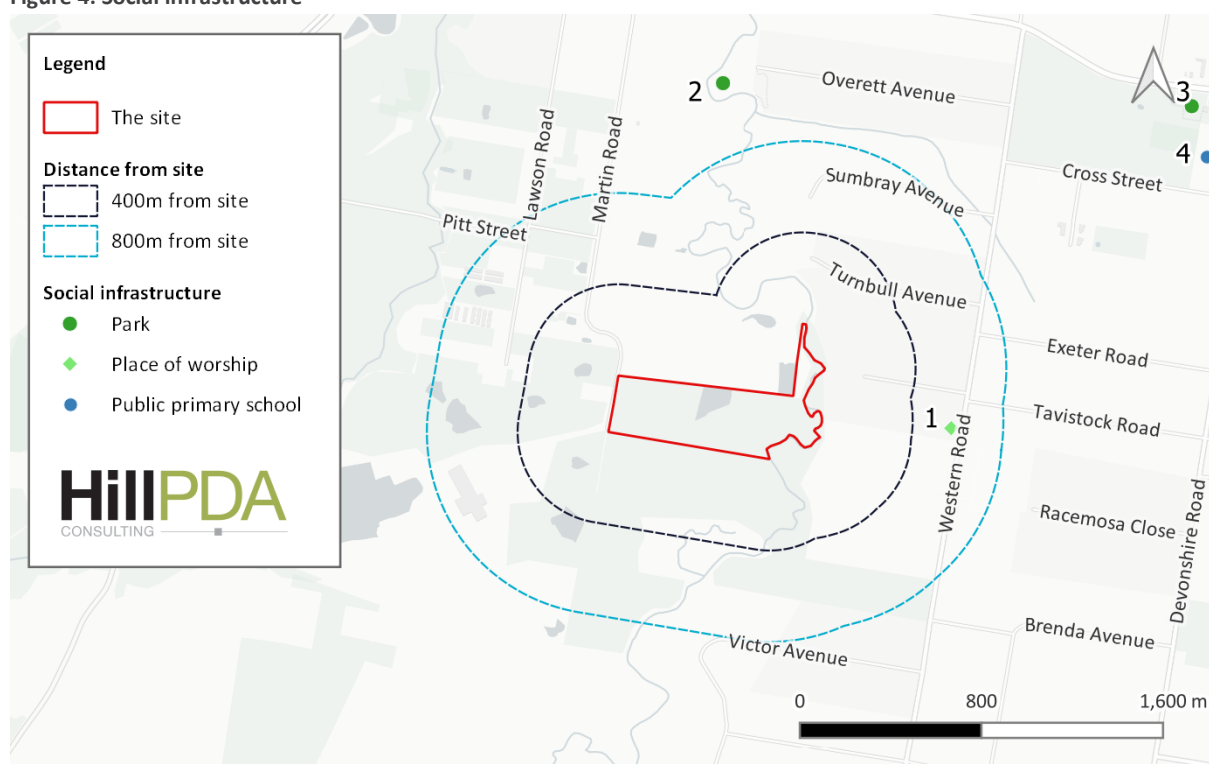 Figure 4: Social infrastructure
Legend
The site
Distance from site
400m from site
800m from site
Social infrastructure
Park
Place of worship
Public primary school
HillPDA
CONSULTING
2
Overett Avenue
3
4
Lawson Road
Martin Road
Cross Street
Sumbray Avenue
Pitt Street
Turnbull Avenue
Exeter Road
Tavistock Road
1
Western Road
Racemosa Close
Devonshire Road
Brenda Avenue
Victor Avenue
0 800 1,600 m